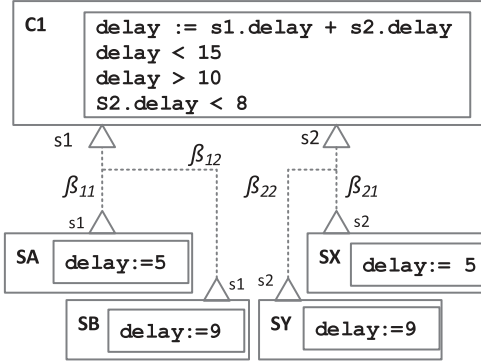 C1
delay := s1.delay + s2.delay
delay < 15
delay > 10
S2.delay < 8
s1
s2
ß12
ß11
ß22
ß21
s1
s2
SA
delay:=5
SX
delay:= 5
s1
s2
SB
delay:=9
SY
delay:=9